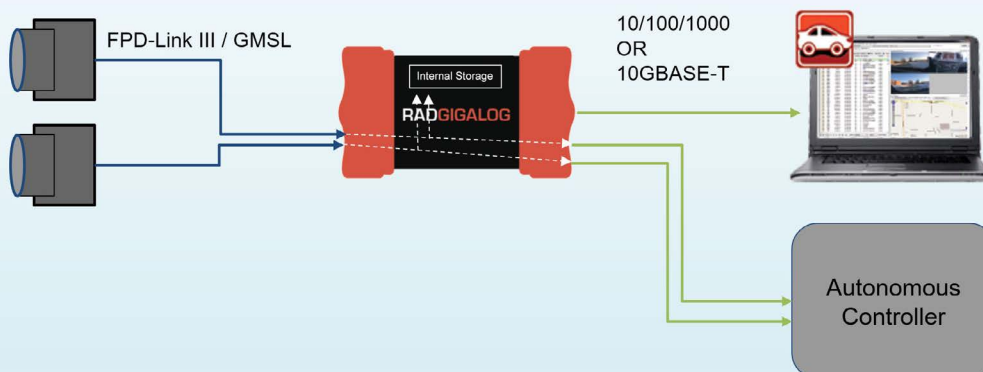 FPD-Link III / GMSL
Internal Storage
RADGIGALOG
10/100/1000
OR
10GBASE-T
Autonomous
Controller